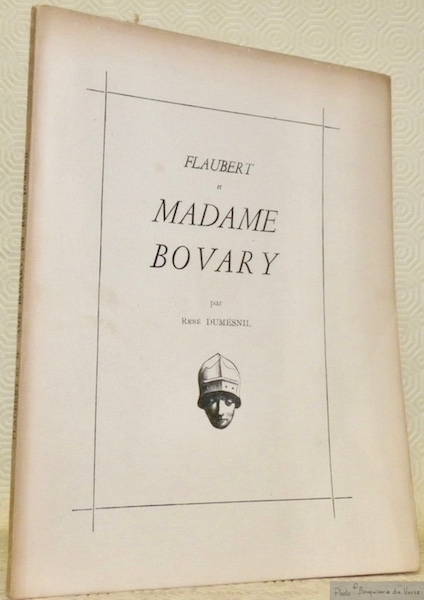 FLAUBERT
et
MADAME
BOVARY
par
RENÉ DUMESNIL
Photo © Bouquinerie du Varis